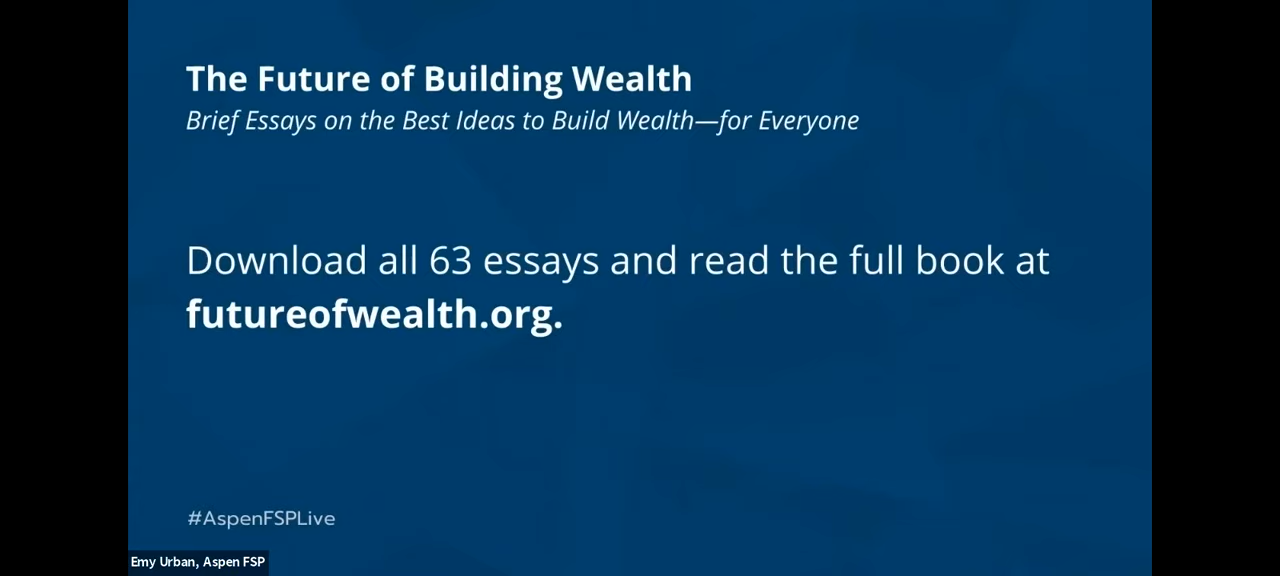 The Future of Building Wealth
Brief Essays on the Best Ideas to Build Wealth—for Everyone
Download all 63 essays and read the full book at
futureofwealth.org.
#AspenFSPLive
Emy Urban, Aspen FSP